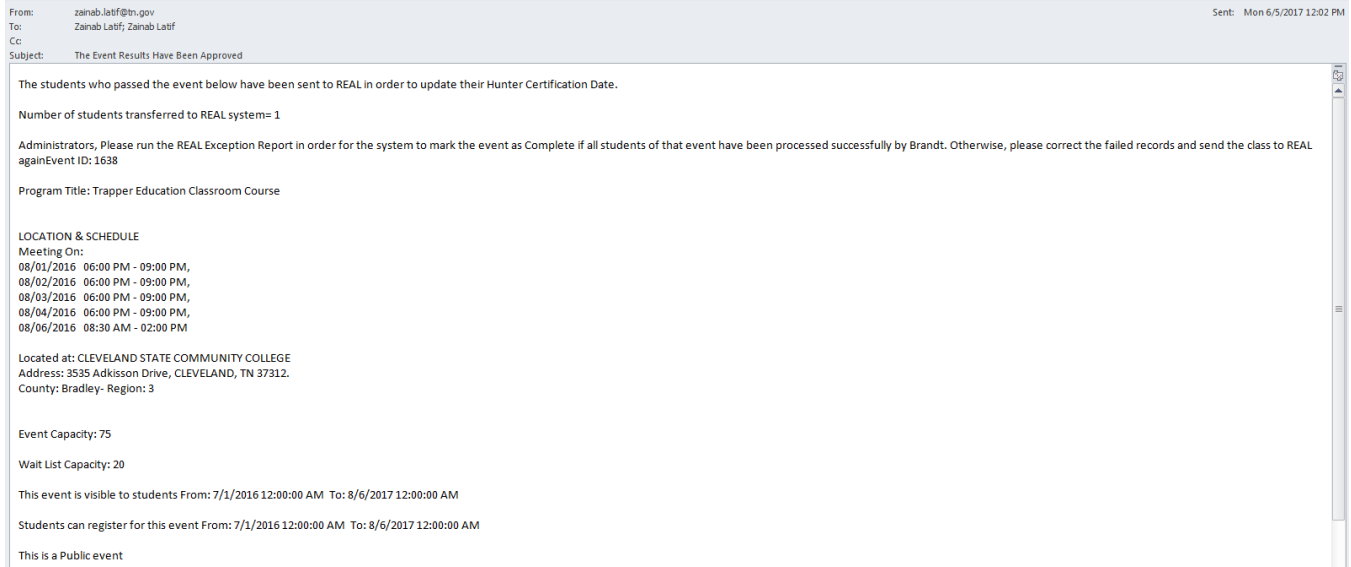 From: zainab.latif@tn.gov Sent: Mon 6/5/2017 12:02 PM
To: Zainab Latif; Zainab Latif
Cc:
Subject: The Event Results Have Been Approved
The students who passed the event below have been sent to REAL in order to update their Hunter Certification Date.
Number of students transferred to REAL system= 1
Administrators, Please run the REAL Exception Report in order for the system to mark the event as Complete if all students of that event have been processed successfully by Brandt. Otherwise, please correct the failed records and send the class to REAL
againEvent ID: 1638
Program Title: Trapper Education Classroom Course
LOCATION & SCHEDULE
Meeting On:
08/01/2016 06:00 PM - 09:00 PM,
08/02/2016 06:00 PM - 09:00 PM,
08/03/2016 06:00 PM - 09:00 PM,
08/04/2016 06:00 PM - 09:00 PM,
08/06/2016 08:30 AM - 02:00 PM
Located at: CLEVELAND STATE COMMUNITY COLLEGE
Address: 3535 Adkisson Drive, CLEVELAND, TN 37312.
County: Bradley- Region: 3
Event Capacity: 75
Wait List Capacity: 20
This event is visible to students From: 7/1/2016 12:00:00 AM To: 8/6/2017 12:00:00 AM
Students can register for this event From: 7/1/2016 12:00:00 AM To: 8/6/2017 12:00:00 AM
This is a Public event